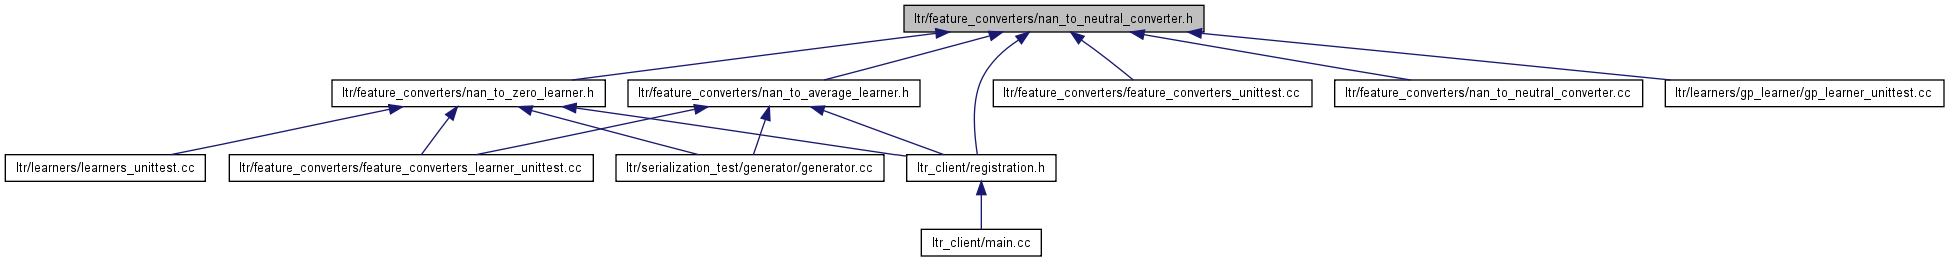 ltr/feature_converters/nan_to_neutral_converter.h
ltr/feature_converters/nan_to_zero_learner.h
ltr/feature_converters/nan_to_average_learner.h
ltr/feature_converters/feature_converters_unittest.cc
ltr/feature_converters/nan_to_neutral_converter.cc
ltr/learners/gp_learner/gp_learner_unittest.cc
ltr/learners/learners_unittest.cc
ltr/feature_converters/feature_converters_learner_unittest.cc
ltr/serialization_test/generator/generator.cc
ltr_client/registration.h
ltr_client/main.cc